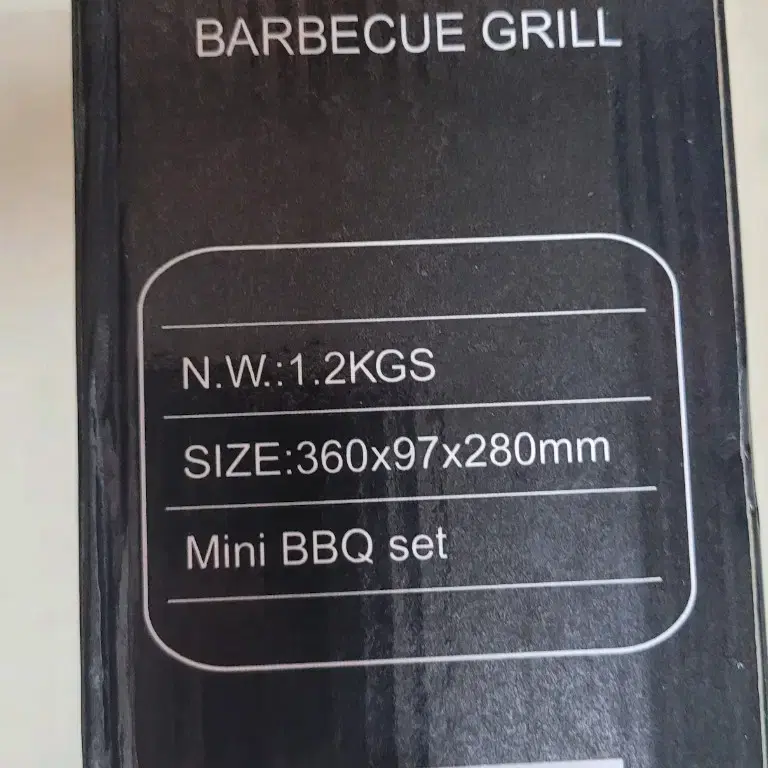 BARBECUE GRILL
N.W.:1.2KGS
SIZE:360x97x280mm
Mini BBQ set